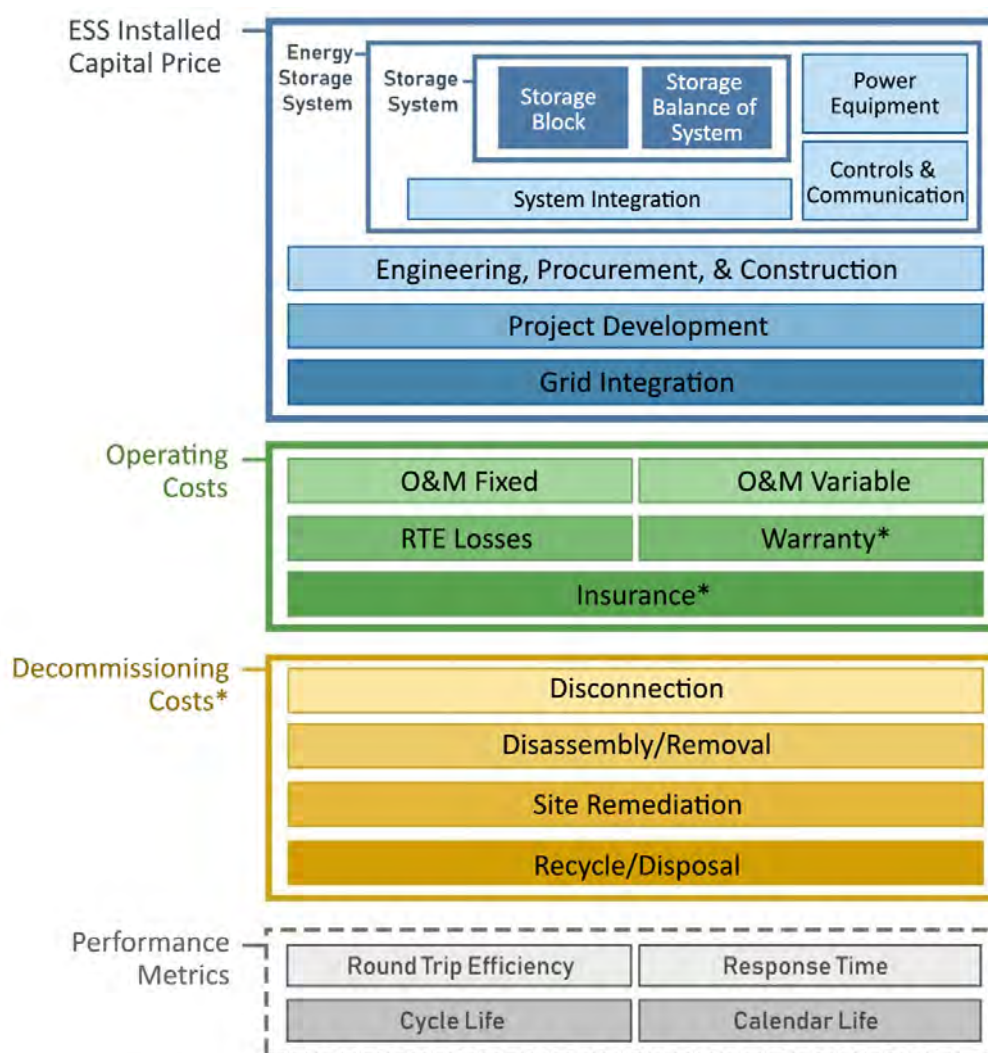 ESS Installed
Capital Price
Energy
Storage
System
Storage
System
Storage
Block
Storage
Balance of
System
Power
Equipment
Controls &
Communication
System Integration
Engineering, Procurement, & Construction
Project Development
Grid Integration
Operating
Costs
O&M Fixed
O&M Variable
RTE Losses
Warranty*
Insurance*
Decommissioning
Costs*
Disconnection
Disassembly/Removal
Site Remediation
Recycle/Disposal
Performance
Metrics
Round Trip Efficiency
Response Time
Cycle Life
Calendar Life